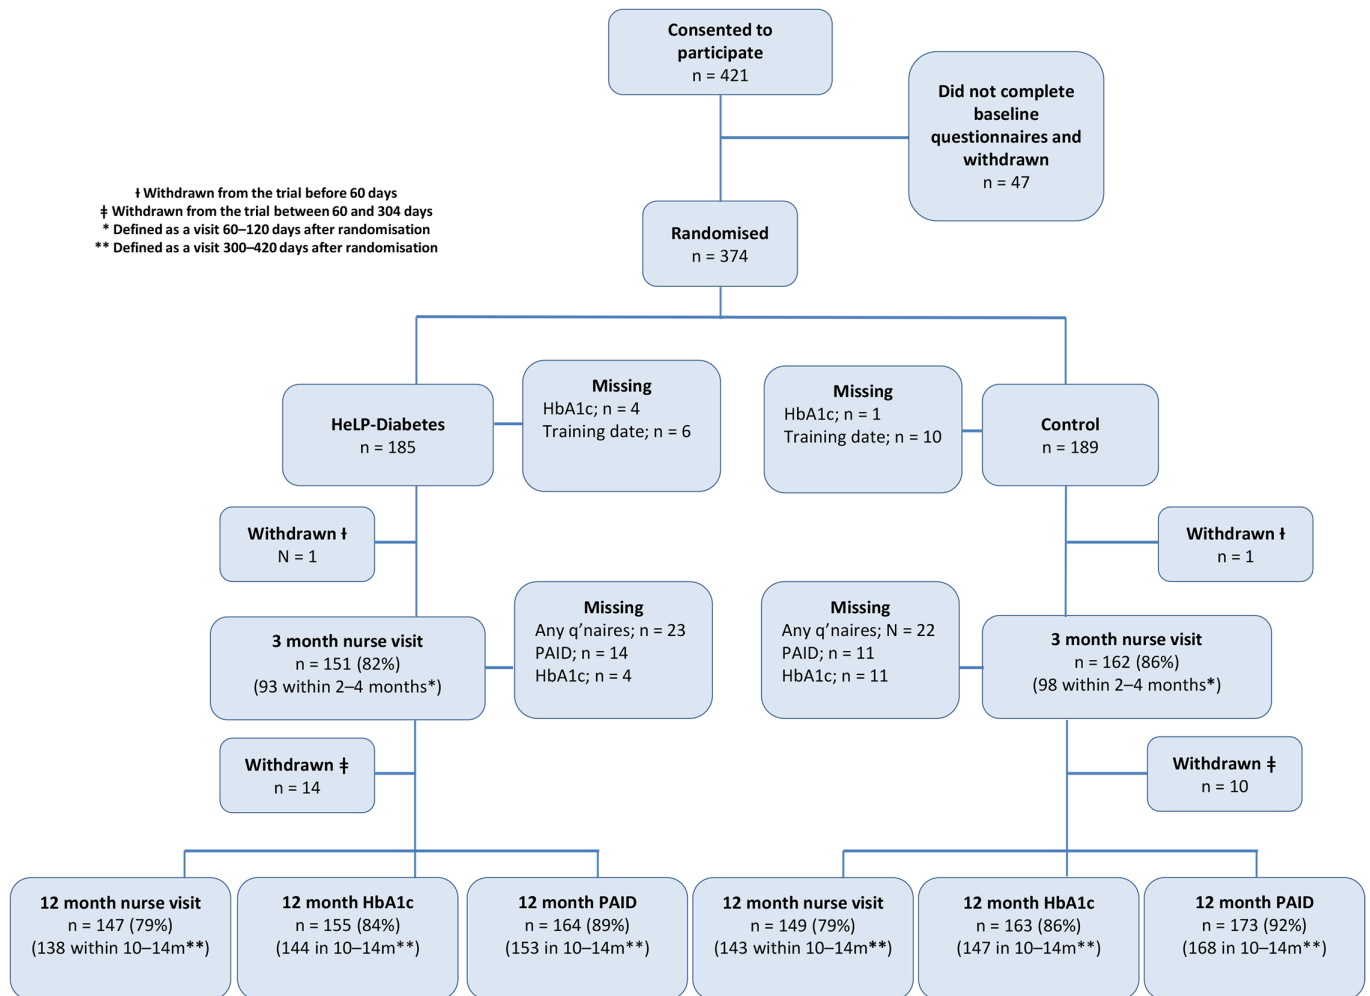 Consented to
participate
n = 421
Did not complete
baseline
questionnaires and
withdrawn
n = 47
ƚ Withdrawn from the trial before 60 days
ǂ Withdrawn from the trial between 60 and 304 days
* Defined as a visit 60–120 days after randomisation
** Defined as a visit 300–420 days after randomisation
Randomised
n = 374
HeLP-Diabetes
n = 185
Missing
HbA1c; n = 4
Training date; n = 6
Missing
HbA1c; n = 1
Training date; n = 10
Control
n = 189
Withdrawn ƚ
N = 1
Withdrawn ƚ
n = 1
3 month nurse visit
n = 151 (82%)
(93 within 2–4 months*)
Missing
Any q’naires; n = 23
PAID; n = 14
HbA1c; n = 4
Missing
Any q’naires; N = 22
PAID; n = 11
HbA1c; n = 11
3 month nurse visit
n = 162 (86%)
(98 within 2–4 months*)
Withdrawn ǂ
n = 14
Withdrawn ǂ
n = 10
12 month nurse visit
n = 147 (79%)
(138 within 10–14m**)
12 month HbA1c
n = 155 (84%)
(144 in 10–14m**)
12 month PAID
n = 164 (89%)
(153 in 10–14m**)
12 month nurse visit
n = 149 (79%)
(143 within 10–14m**)
12 month HbA1c
n = 163 (86%)
(147 in 10–14m**)
12 month PAID
n = 173 (92%)
(168 in 10–14m**)